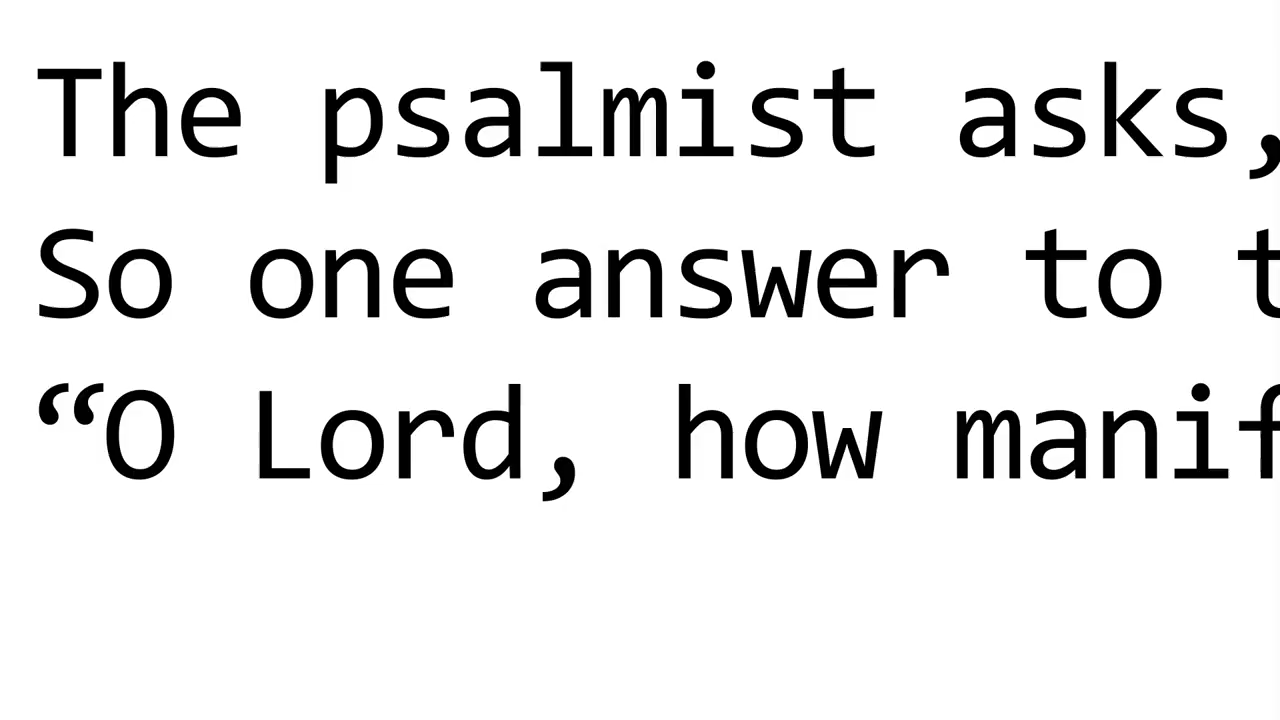 The psalmist asks,
So one answer to t
“O Lord, how manif